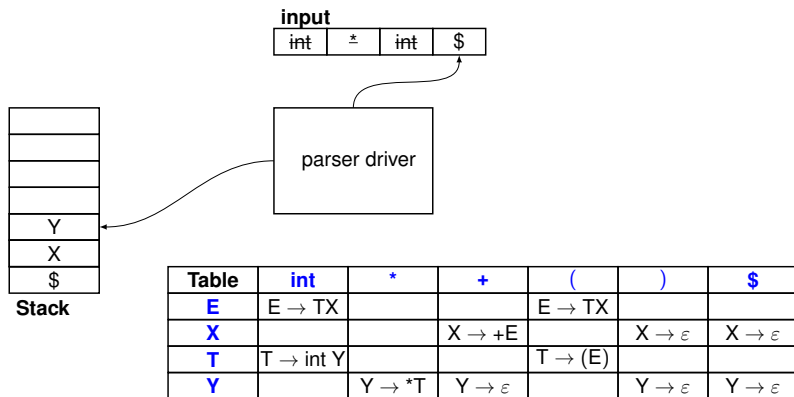 input
int * int $
parser driver
Y
X
$
Stack
Table int * + ( ) $
E E → TX E → TX
X X → +E X → ε X → ε
T T → int Y T → (E)
Y Y → *T Y → ε Y → ε Y → ε